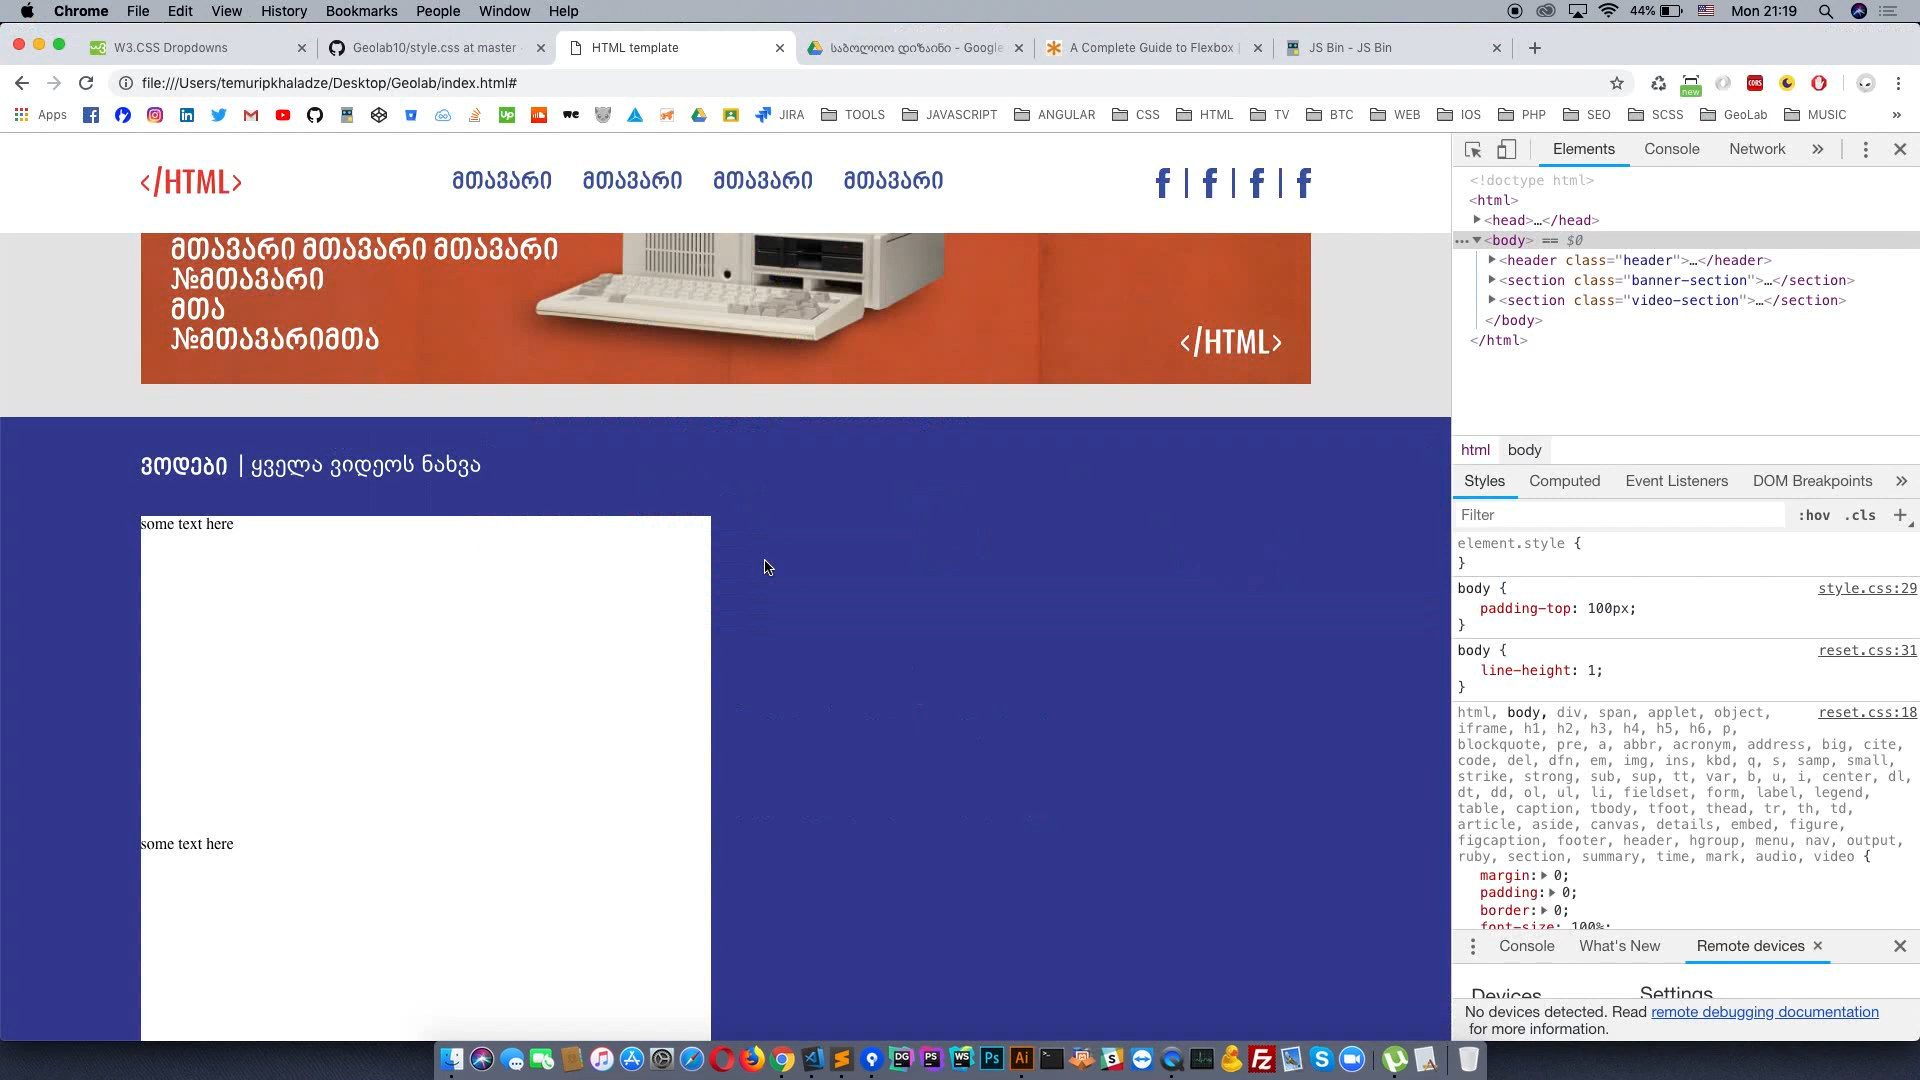 Chrome File Edit View History Bookmarks People Window Help 44% Mon 21:19
W3.CSS Dropdowns Geolab10/style.css at master HTML template საბოლოო დიზაინი - Google A Complete Guide to Flexbox | JS Bin - JS Bin
file:///Users/temuripkhaladze/Desktop/Geolab/index.html#
Apps JIRA TOOLS JAVASCRIPT ANGULAR CSS HTML TV BTC WEB IOS PHP SEO SCSS GeoLab MUSIC »
</HTML> მთავარი მთავარი მთავარი მთავარი f | f | f | f
მთავარი მთავარი მთავარი
№მთავარი
მთა
№მთავარიმთა
</HTML>
ვოდები | ყველა ვიდეოს ნახვა
some text here
some text here
Elements Console Network »
<!doctype html>
<html>
<head>…</head>
<body> == $0
<header class="header">…</header>
<section class="banner-section">…</section>
<section class="video-section">…</section>
</body>
</html>
html body
Styles Computed Event Listeners DOM Breakpoints »
Filter :hov .cls +
element.style {
}
body { style.css:29
padding-top: 100px;
}
body { reset.css:31
line-height: 1;
}
html, body, div, span, applet, object, reset.css:18
iframe, h1, h2, h3, h4, h5, h6, p,
blockquote, pre, a, abbr, acronym, address, big, cite,
code, del, dfn, em, img, ins, kbd, q, s, samp, small,
strike, strong, sub, sup, tt, var, b, u, i, center, dl,
dt, dd, ol, ul, li, fieldset, form, label, legend,
table, caption, tbody, tfoot, thead, tr, th, td,
article, aside, canvas, details, embed, figure,
figcaption, footer, header, hgroup, menu, nav, output,
ruby, section, summary, time, mark, audio, video {
margin: 0;
padding: 0;
border: 0;
font-size: 100%;
Console What's New Remote devices
Devices Settings
No devices detected. Read remote debugging documentation
for more information.